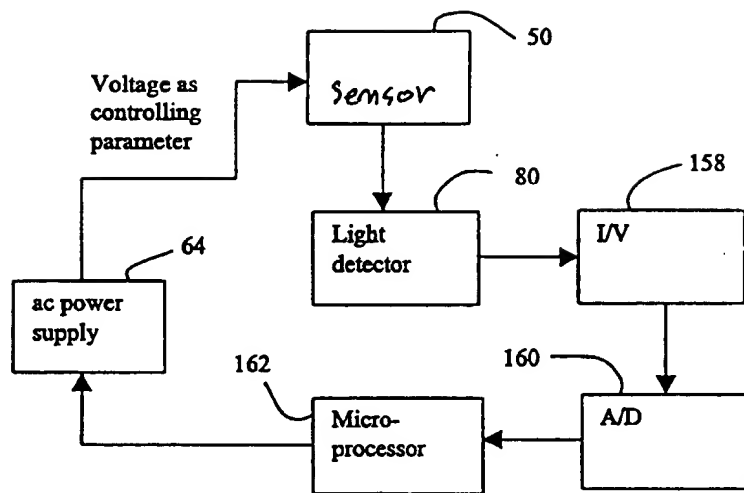 50
Sensor
Voltage as
controlling
parameter
80
Light
detector
158
I/V
64
ac power
supply
162
Micro-
processor
160
A/D